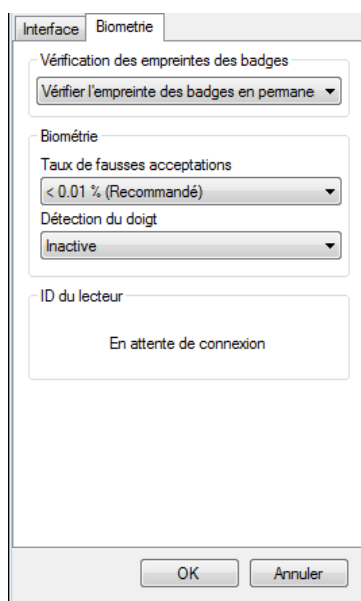 Interface Biometrie
Vérification des empreintes des badges
Vérifier l'empreinte des badges en permane
Biométrie
Taux de fausses acceptations
< 0.01 % (Recommandé)
Détection du doigt
Inactive
ID du lecteur
En attente de connexion
OK Annuler